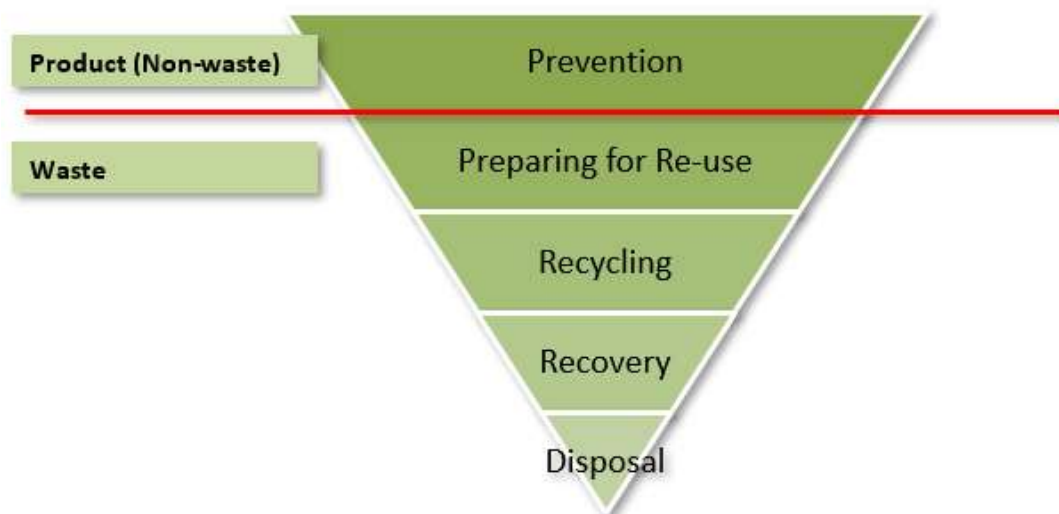 Product (Non-waste)
Prevention
Waste
Preparing for Re-use
Recycling
Recovery
Disposal